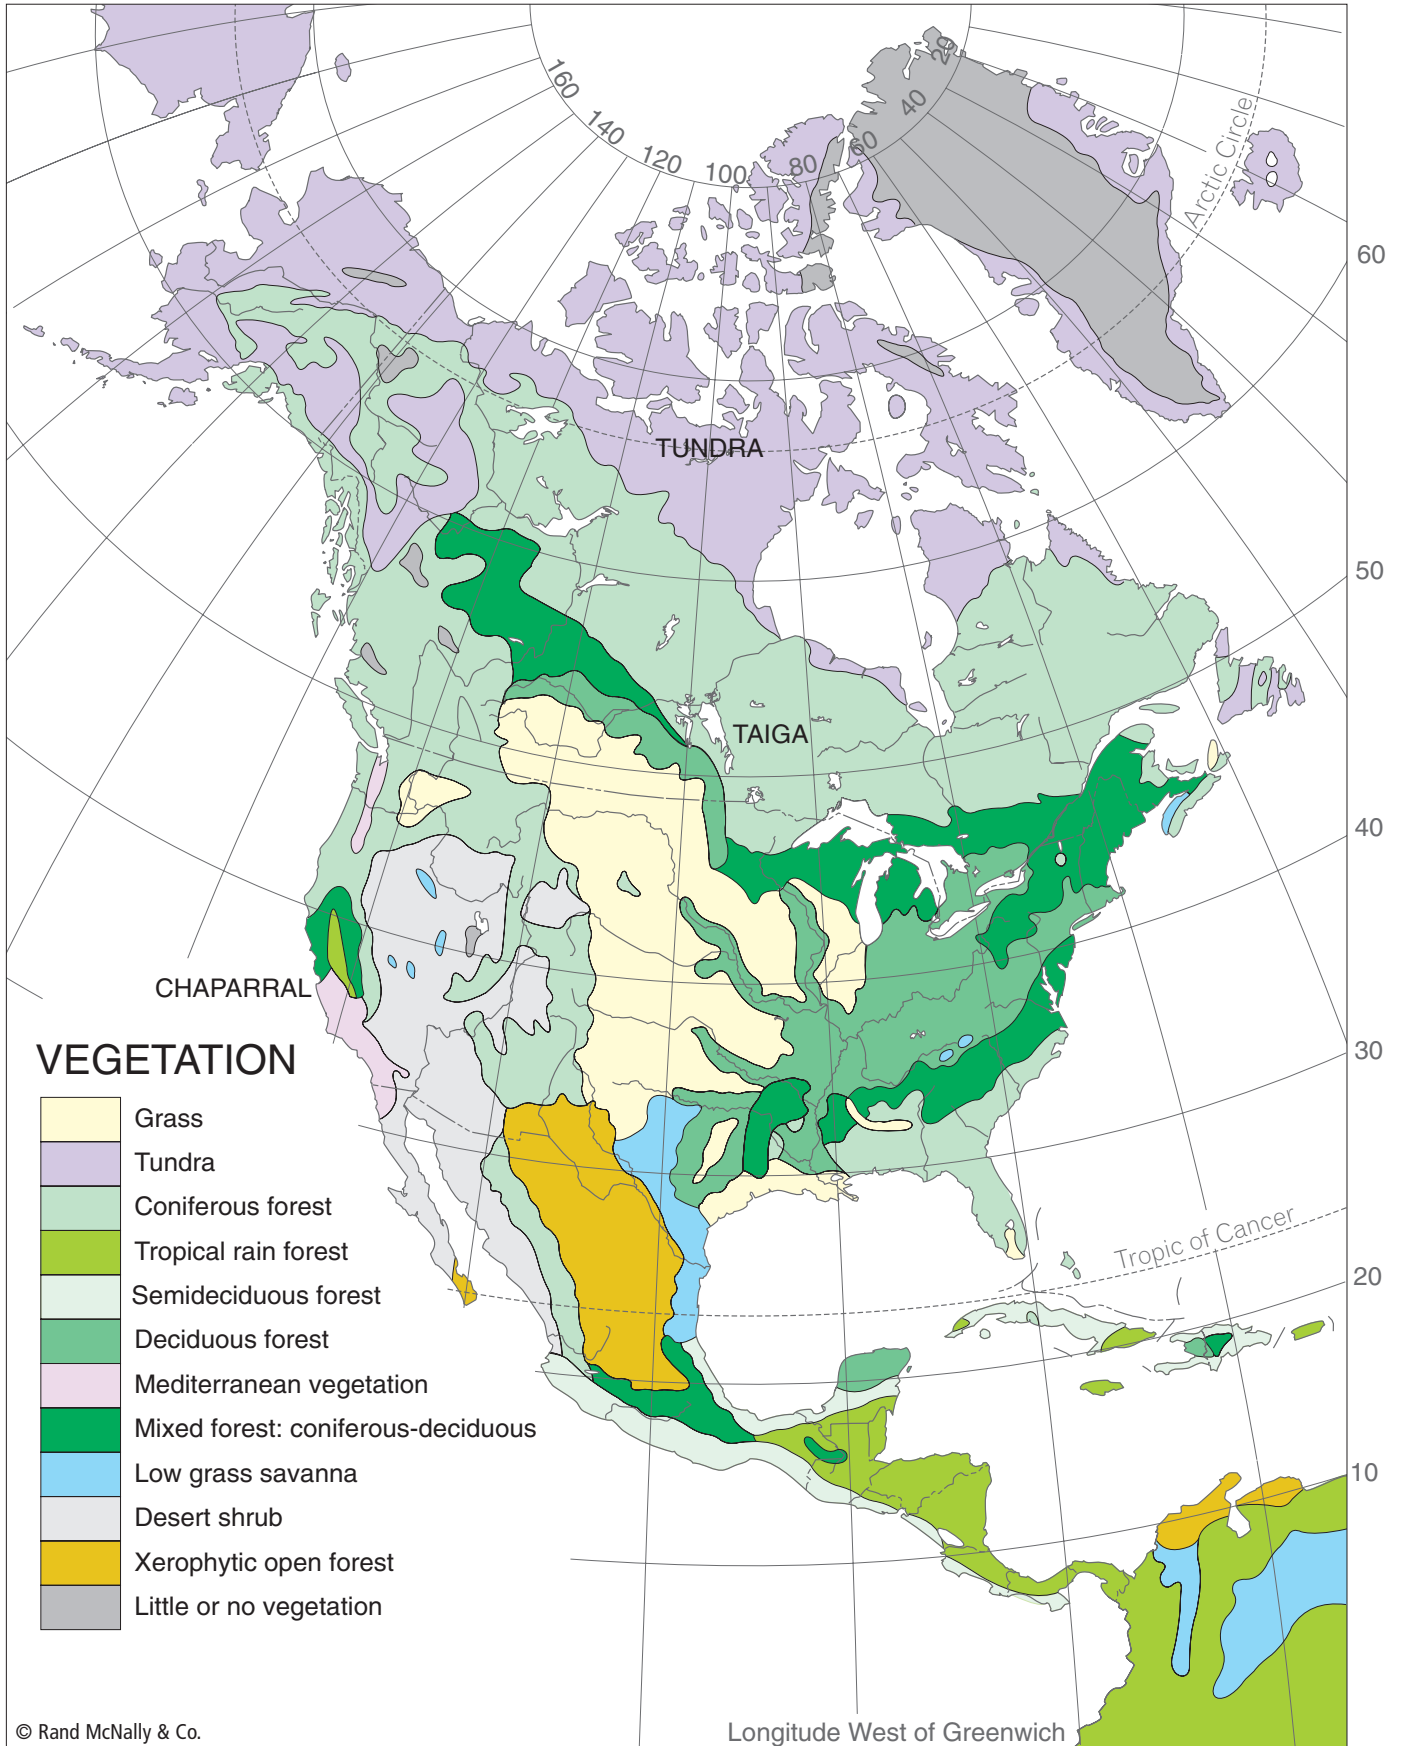 20
160
40
140
60
120
80
100
Arctic Circle
60
TUNDRA
50
TAIGA
40
CHAPARRAL
30
VEGETATION
Grass
Tundra
Coniferous forest
Tropical rain forest
Semideciduous forest
Deciduous forest
Mediterranean vegetation
Mixed forest: coniferous-deciduous
Low grass savanna
Desert shrub
Xerophytic open forest
Little or no vegetation
Tropic of Cancer
20
10
© Rand McNally & Co.
Longitude West of Greenwich